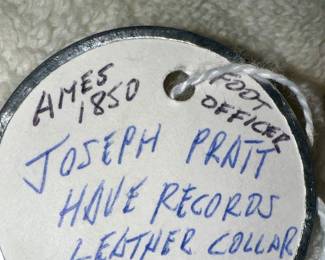 AMES
1850
FOOT
OFFICER
JOSEPH PRATT
HAVE RECORDS
LEATHER COLLAR